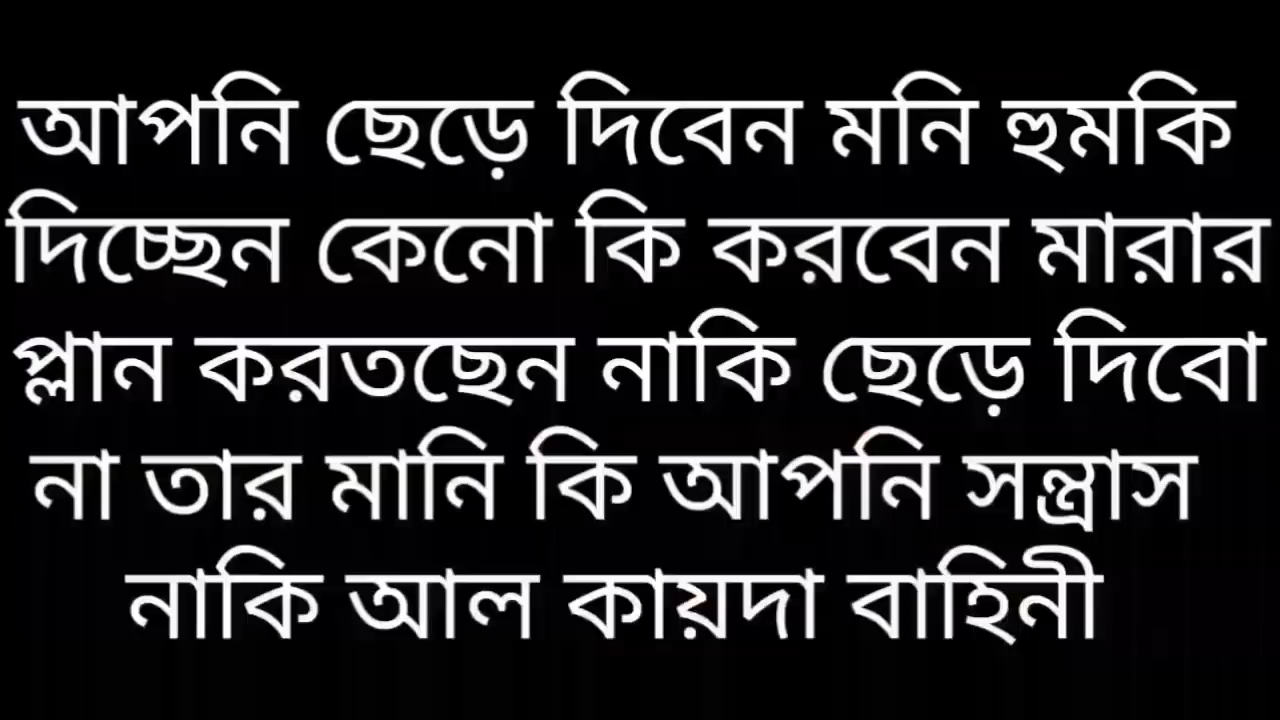 আপনি ছেড়ে দিবেন মনি হুমকি
দিচ্ছেন কেনো কি করবেন মারার
প্লান করতছেন নাকি ছেড়ে দিবো
না তার মানি কি আপনি সন্ত্রাস
নাকি আল কায়দা বাহিনী